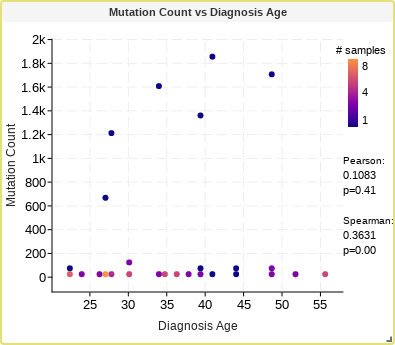 Mutation Count vs Diagnosis Age
2k
1.8k
1.6k
1.4k
1.2k
1k
800
600
400
200
0
Mutation Count
25
30
35
40
45
50
55
Diagnosis Age
# samples
8
4
1
Pearson:
0.1083
p=0.41
Spearman:
0.3631
p=0.00